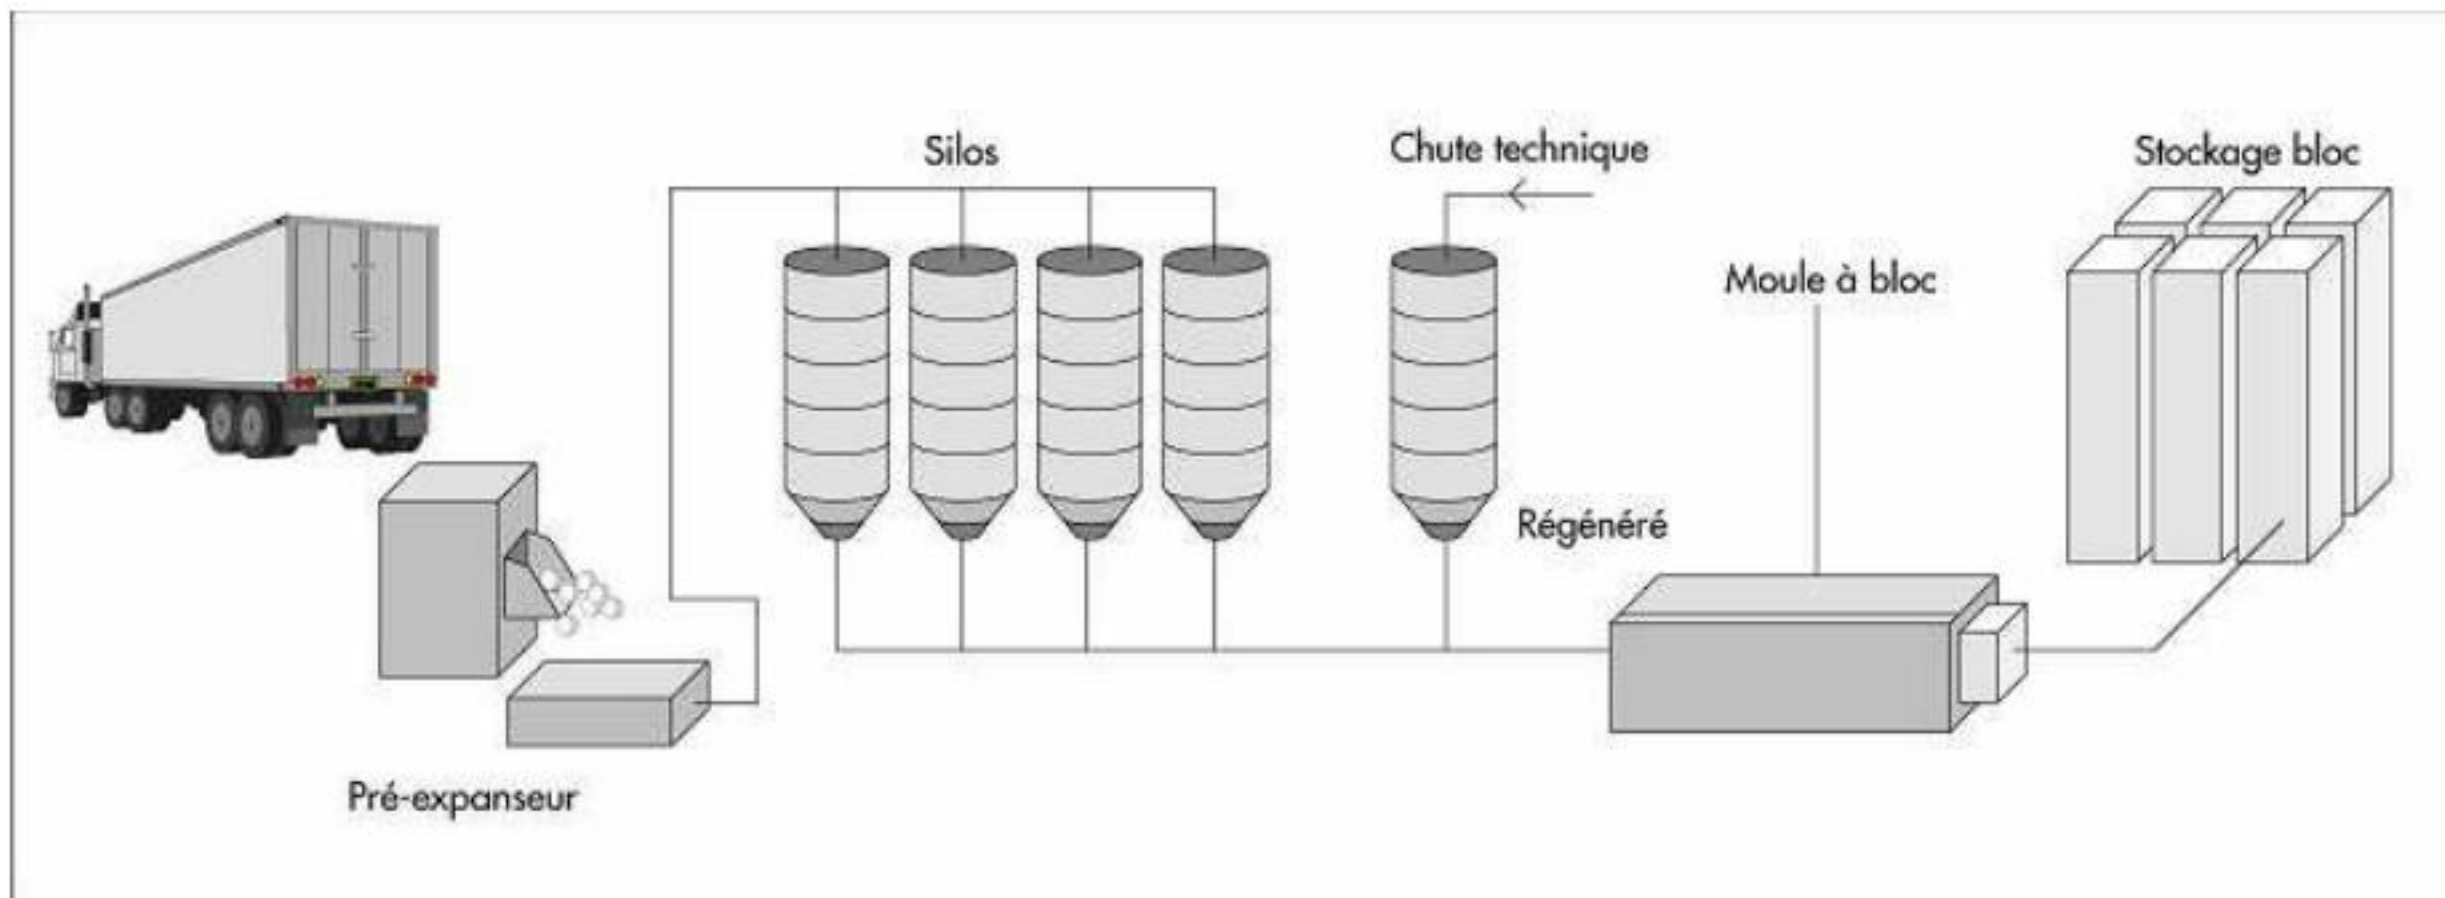 Silos
Chute technique
Stockage bloc
Moule à bloc
Régénéré
Pré-expanseur